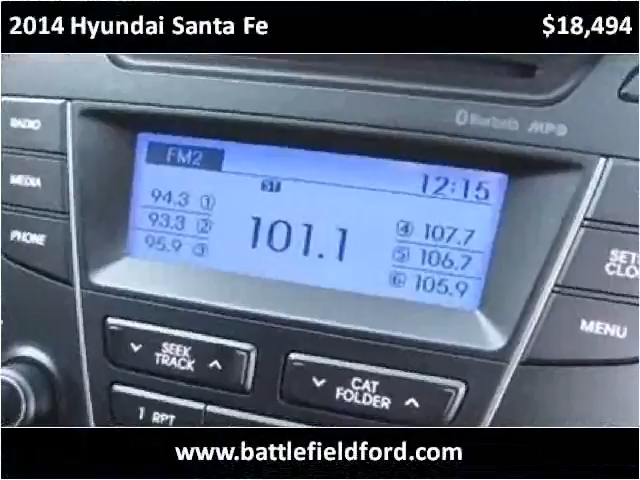 2014 Hyundai Santa Fe $18,494
Bluetooth MP3
RADIO
FM2
ST 12:15
MEDIA
94.3 1
93.3 2 101.1 4 107.7
PHONE
95.9 3 5 106.7
6 105.9
MENU
SEEK
TRACK
CAT
FOLDER
1 RPT
www.battlefieldford.com